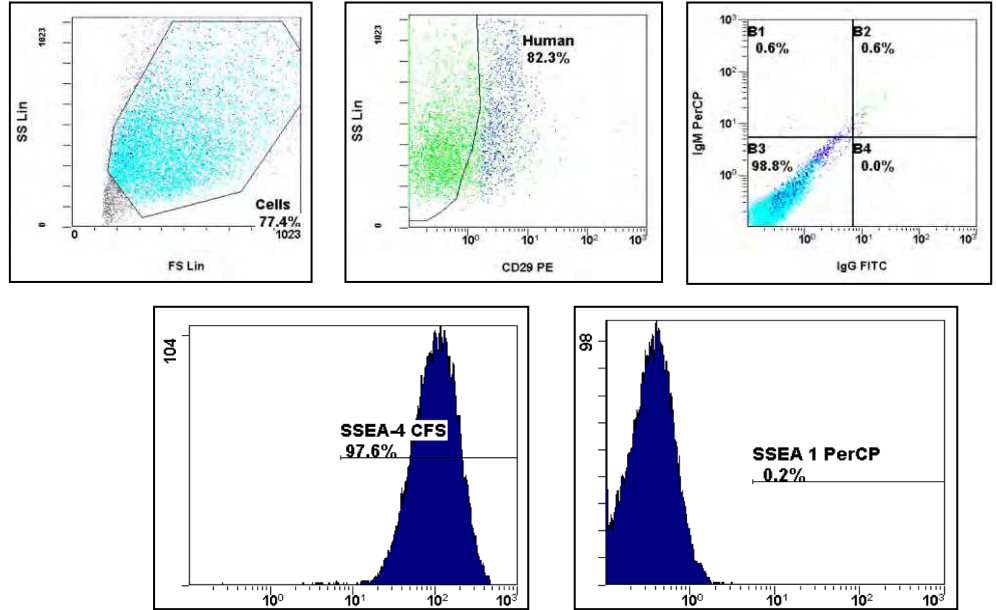 1023
SS Lin
0
Cells
77.4%
0
1023
FS Lin
1023
SS Lin
0
Human
82.3%
10⁰
10¹
10²
10³
CD29 PE
10³
10²
10¹
10⁰
IgM PerCP
B1
0.6%
B2
0.6%
B3
98.8%
B4
0.0%
10⁰
10¹
10²
10³
IgG FITC
104
SSEA-4 CFS
97.6%
10⁰
10¹
10²
10³
98
SSEA 1 PerCP
0.2%
10⁰
10¹
10²
10³